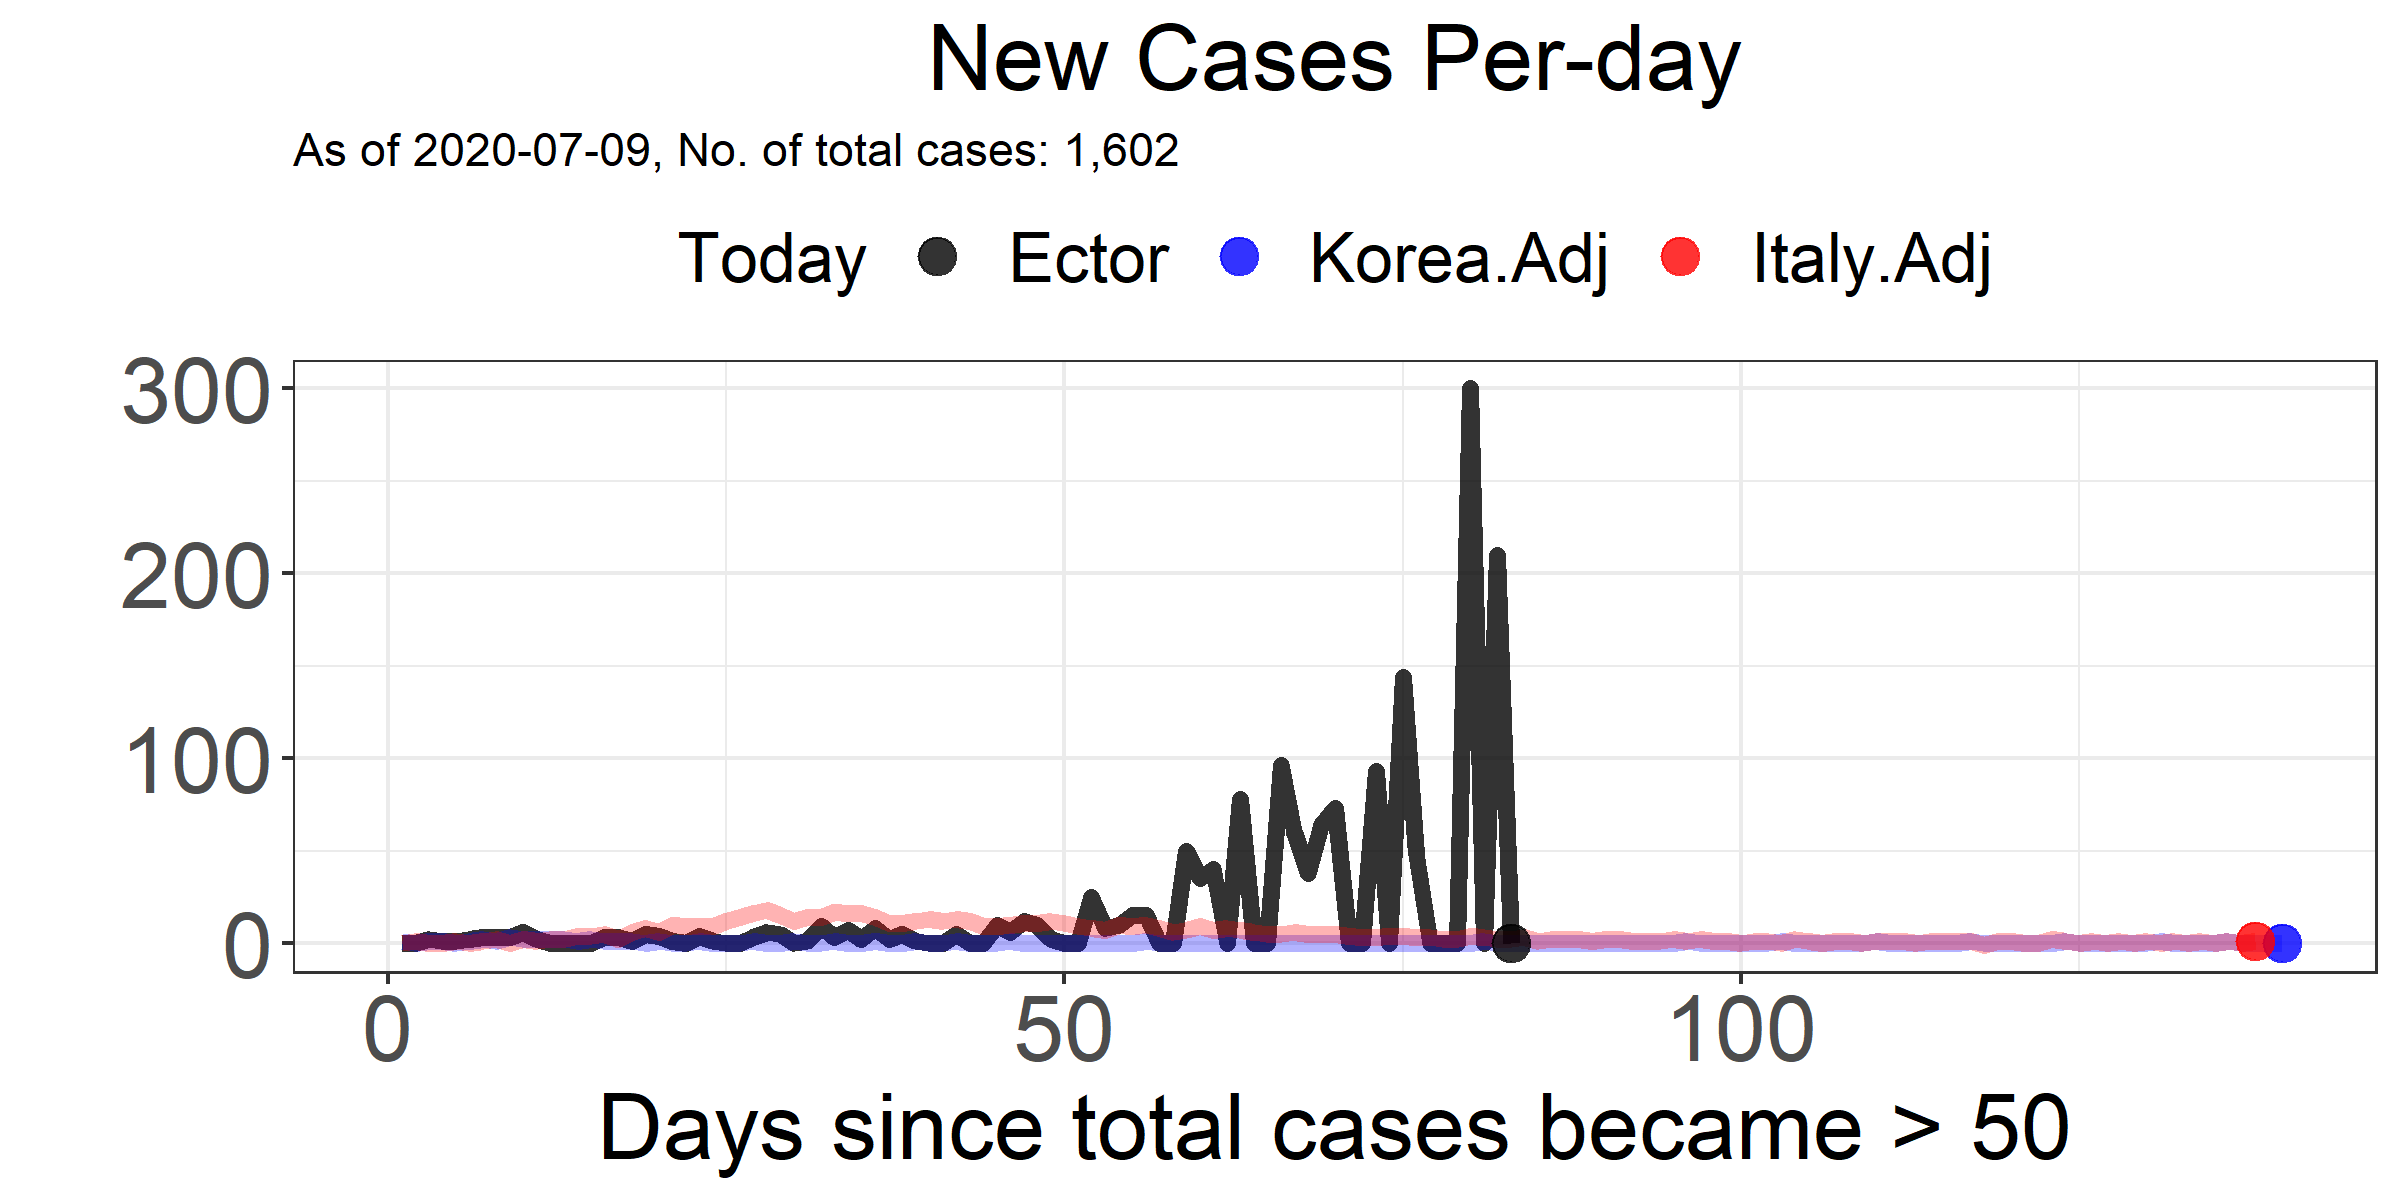 New Cases Per-day
As of 2020-07-09, No. of total cases: 1,602
Today Ector Korea.Adj Italy.Adj
300
200
100
0
0 50 100
Days since total cases became > 50